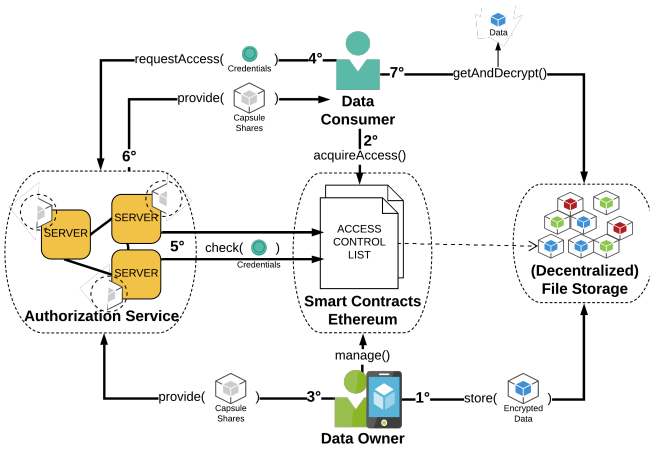 Data
requestAccess(
Credentials
)
4°
7°
getAndDecrypt()
provide(
Capsule
Shares
)
Data
Consumer
6°
2°
acquireAccess()
SERVER
SERVER
SERVER
5°
check(
Credentials
)
ACCESS
CONTROL
LIST
(Decentralized)
File Storage
Smart Contracts
Ethereum
Authorization Service
manage()
provide(
Capsule
Shares
)
3°
1°
store(
Encrypted
Data
)
Data Owner